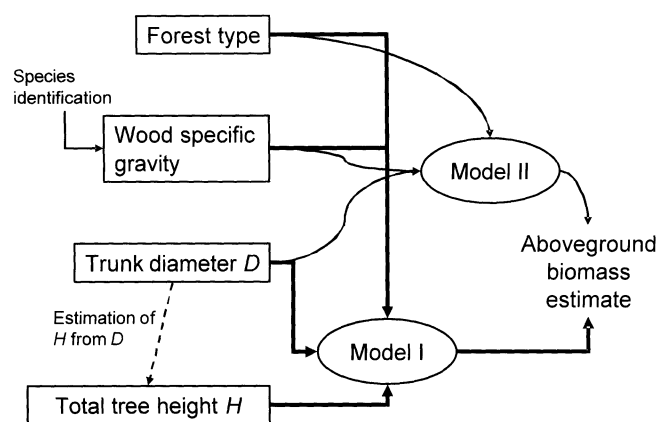 Forest type
Species
identification
Wood specific
gravity
Model II
Trunk diameter D
Aboveground
biomass
estimate
Estimation of
H from D
Model I
Total tree height H